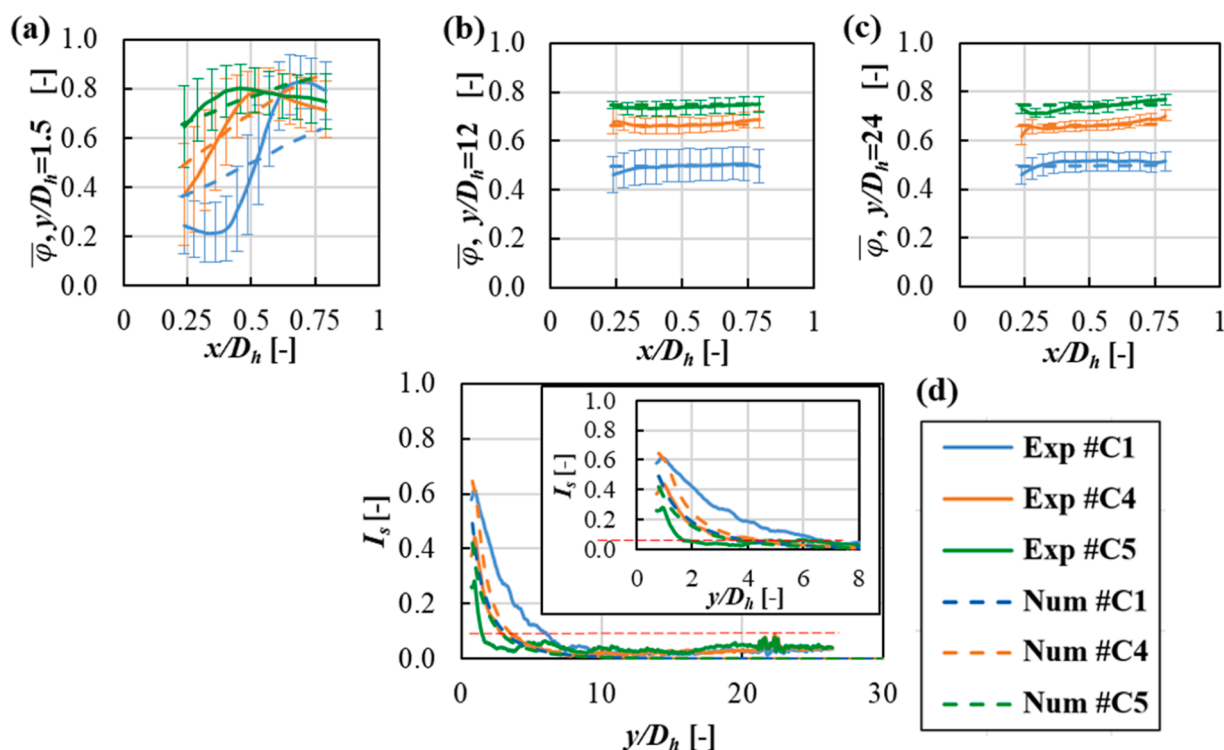 (a)
1.0
0.8
0.6
0.4
0.2
0.0
φ̅, y/Dₕ=1.5 [-]
0 0.25 0.5 0.75 1
x/Dₕ [-]
(b)
1.0
0.8
0.6
0.4
0.2
0.0
φ̅, y/Dₕ=12 [-]
0 0.25 0.5 0.75 1
x/Dₕ [-]
(c)
1.0
0.8
0.6
0.4
0.2
0.0
φ̅, y/Dₕ=24 [-]
0 0.25 0.5 0.75 1
x/Dₕ [-]
1.0
0.8
0.6
0.4
0.2
0.0
Iₛ [-]
0 10 20 30
y/Dₕ [-]
1.0
0.8
0.6
0.4
0.2
0.0
Iₛ [-]
0 2 4 6 8
y/Dₕ [-]
(d)
Exp #C1
Exp #C4
Exp #C5
Num #C1
Num #C4
Num #C5